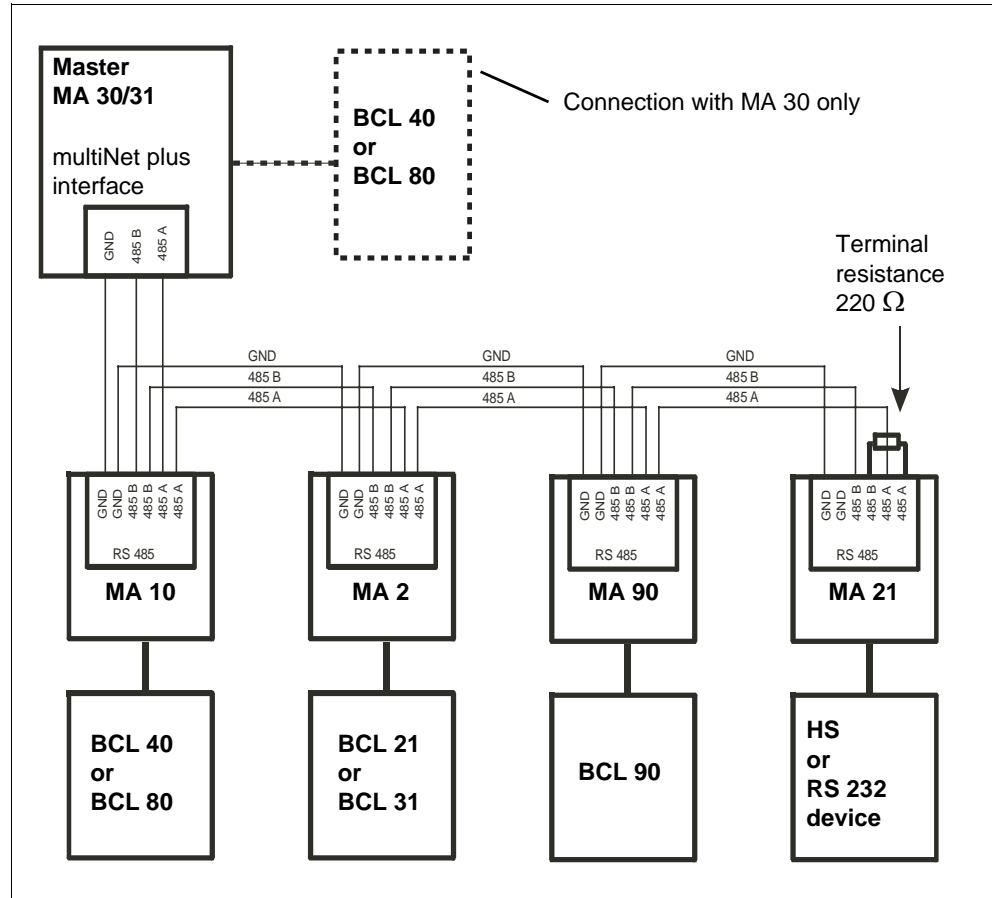 Master
MA 30/31
multiNet plus
interface
GND
485 B
485 A
BCL 40
or
BCL 80
Connection with MA 30 only
Terminal
resistance
220 Ω
GND
485 B
485 A
GND
485 B
485 A
GND
485 B
485 A
GND
GND
485 B
485 B
485 A
485 A
RS 485
MA 10
GND
GND
485 B
485 B
485 A
485 A
RS 485
MA 2
GND
GND
485 B
485 B
485 A
485 A
RS 485
MA 90
GND
GND
485 B
485 B
485 A
485 A
RS 485
MA 21
BCL 40
or
BCL 80
BCL 21
or
BCL 31
BCL 90
HS
or
RS 232
device